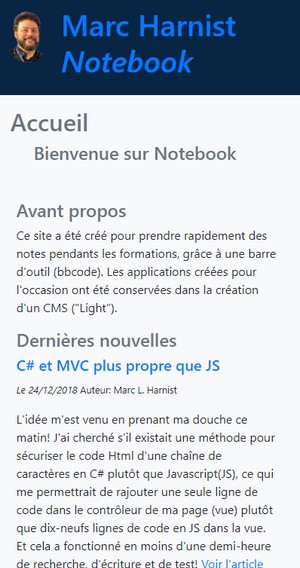 Marc Harnist
Notebook
Accueil
Bienvenue sur Notebook
Avant propos
Ce site a été créé pour prendre rapidement des
notes pendants les formations, grâce à une barre
d'outil (bbcode). Les applications créées pour
l'occasion ont été conservées dans la création
d'un CMS ("Light").
Dernières nouvelles
C# et MVC plus propre que JS
Le 24/12/2018 Auteur: Marc L. Harnist
L'idée m'est venu en prenant ma douche ce
matin! J'ai cherché s'il existait une méthode pour
sécuriser le code Html d'une chaîne de
caractères en C# plutôt que Javascript(JS), ce qui
me permettrait de rajouter une seule ligne de
code dans le contrôleur de ma page (vue) plutôt
que dix-neufs lignes de code en JS dans la vue.
Et cela a fonctionné en moins d'une demi-heure
de recherche, d'écriture et de test! Voir l'article